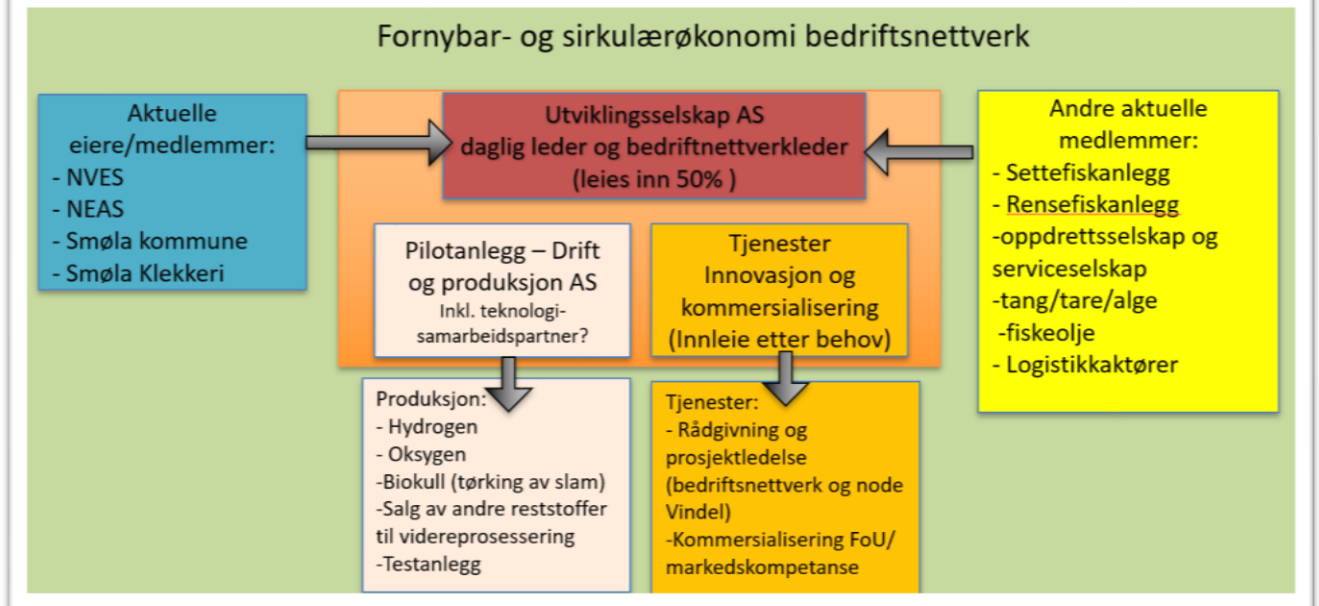 Fornybar- og sirkulærøkonomi bedriftsnettverk
Aktuelle
eiere/medlemmer:
- NVES
- NEAS
- Smøla kommune
- Smøla Klekkeri
Utviklingsselskap AS
daglig leder og bedriftnettverkleder
(leies inn 50% )
Pilotanlegg – Drift
og produksjon AS
Inkl. teknologi-
samarbeidspartner?
Tjenester
Innovasjon og
kommersialisering
(Innleie etter behov)
Andre aktuelle
medlemmer:
- Settefiskanlegg
- Rensefiskanlegg
-oppdrettsselskap og
serviceselskap
-tang/tare/alge
-fiskeolje
- Logistikkaktører
Produksjon:
- Hydrogen
- Oksygen
-Biokull (tørking av slam)
-Salg av andre reststoffer
til videreprosessering
-Testanlegg
Tjenester:
- Rådgivning og
prosjektledelse
(bedriftsnettverk og node
Vindel)
-Kommersialisering FoU/
markedskompetanse